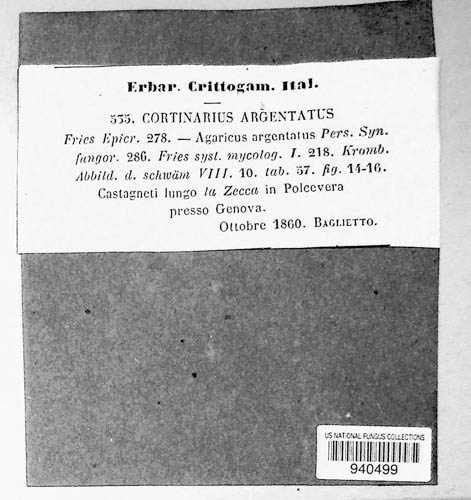 Erbar. Crittogam. Ital.
535. CORTINARIUS ARGENTATUS
Fries Epicr. 278. — Agaricus argentatus Pers. Syn.
fungor. 286. Fries syst. mycolog. I. 218. Kromb.
Abbild. d. schwäm VIII. 10. tab. 57. fig. 14-16.
Castagneti lungo la Zecca in Polcevera
presso Genova.
Ottobre 1860. BAGLIETTO.
US NATIONAL FUNGUS COLLECTIONS
940499